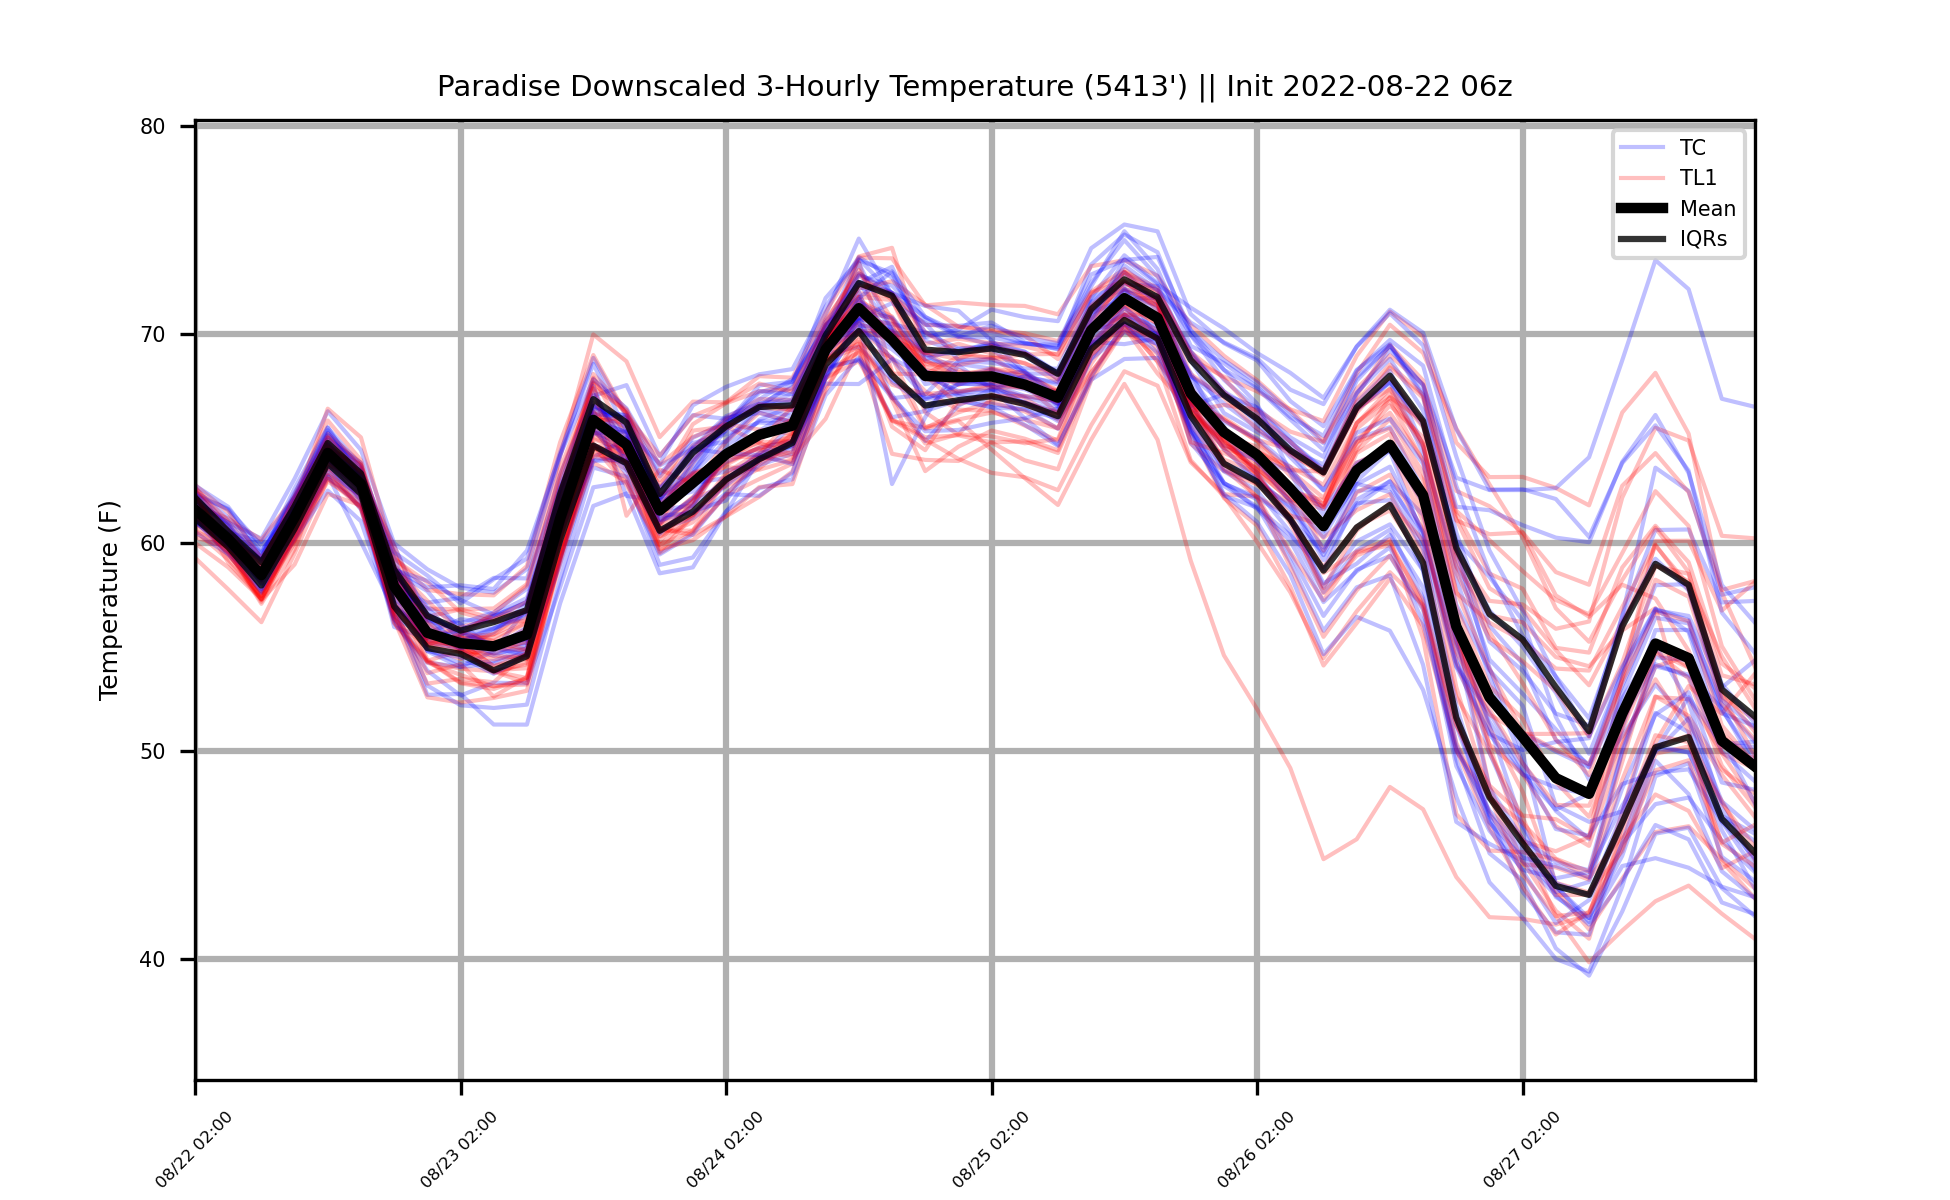 Paradise Downscaled 3-Hourly Temperature (5413') || Init 2022-08-22 06z
80
70
60
50
40
Temperature (F)
TC
TL1
Mean
IQRs
08/22 02:00
08/23 02:00
08/24 02:00
08/25 02:00
08/26 02:00
08/27 02:00